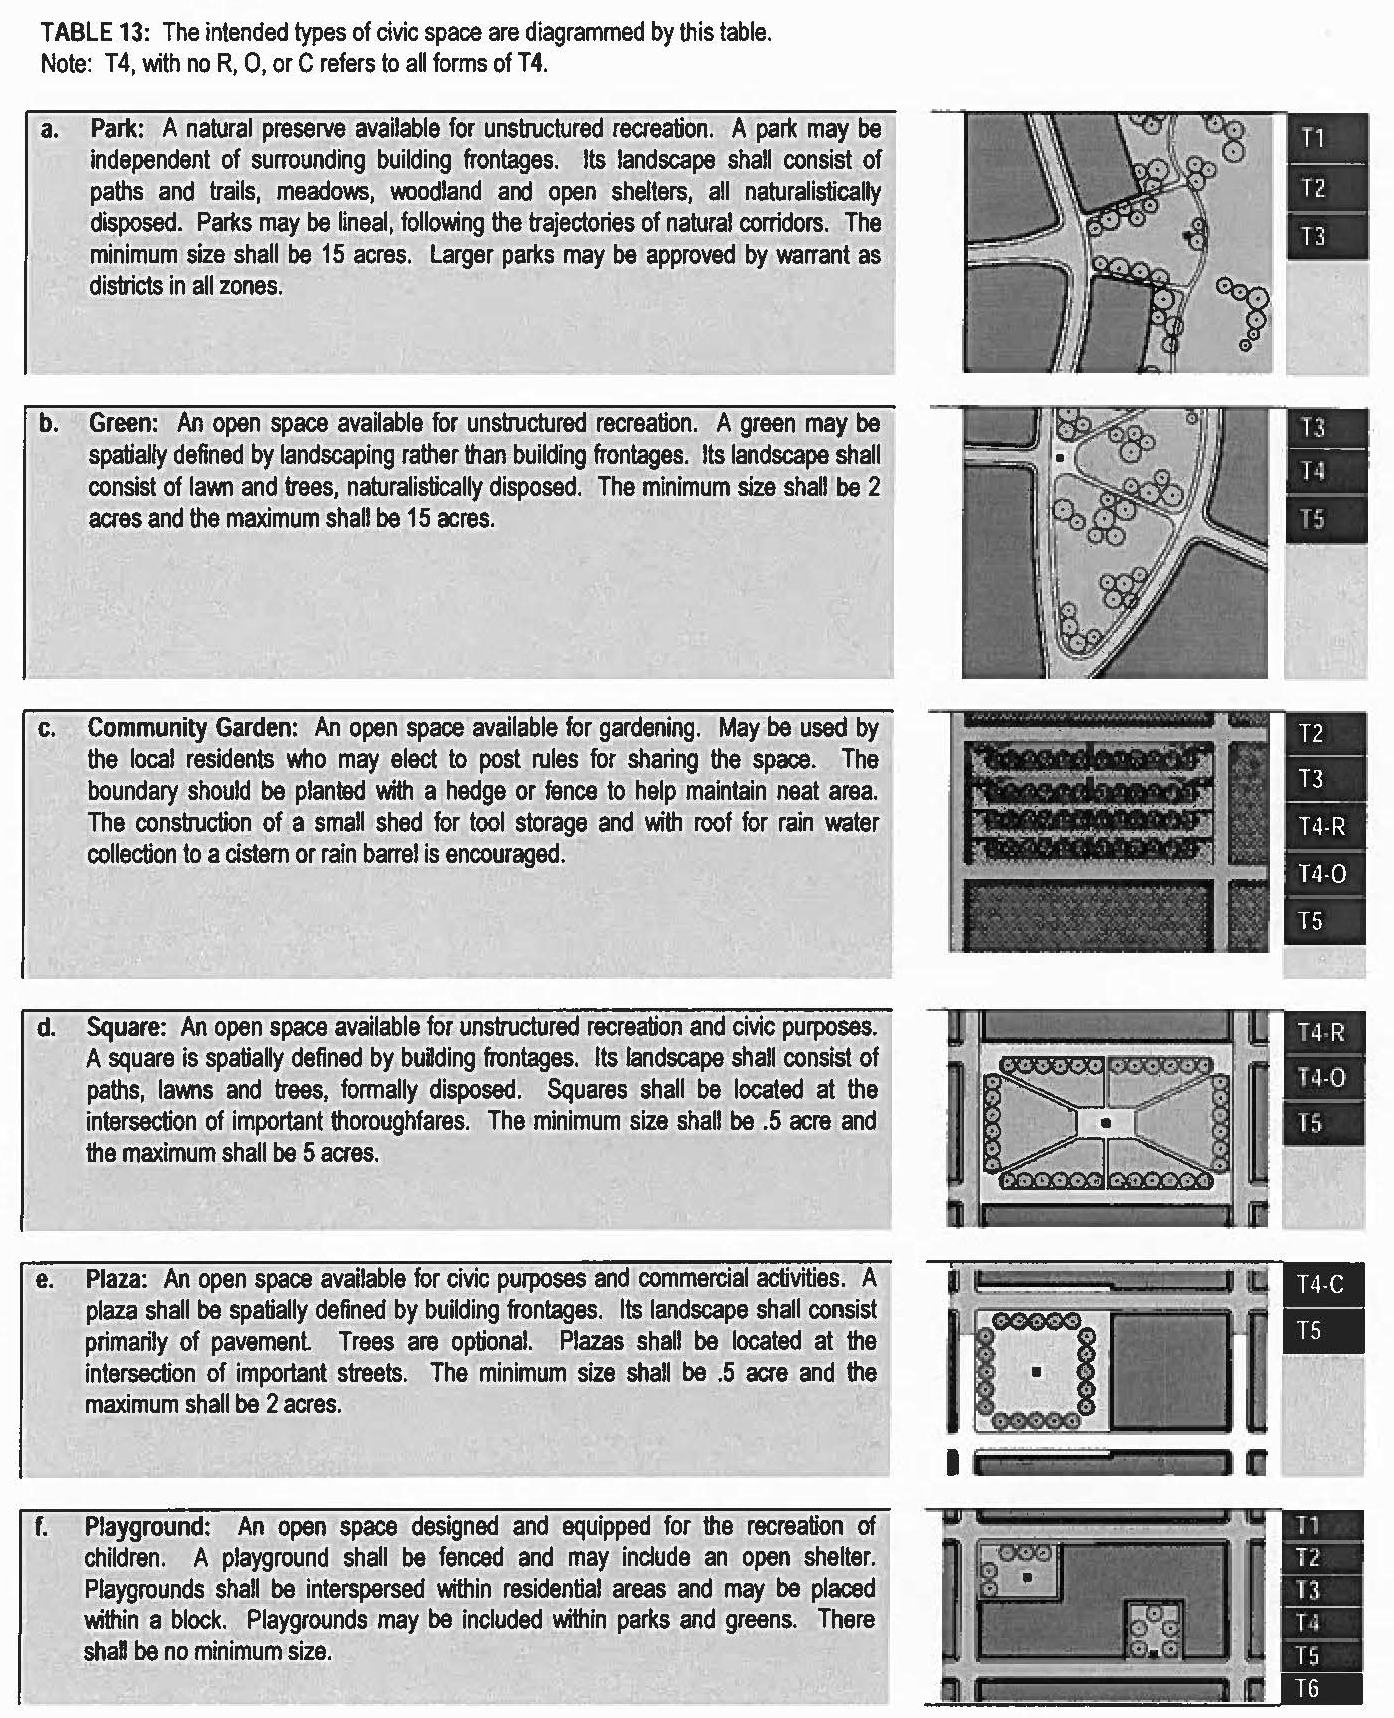 TABLE 13: The intended types of civic space are diagrammed by this table.
Note: T4, with no R, O, or C refers to all forms of T4.
a. Park: A natural preserve available for unstructured recreation. A park may be
independent of surrounding building frontages. Its landscape shall consist of
paths and trails, meadows, woodland and open shelters, all naturalistically
disposed. Parks may be lineal, following the trajectories of natural corridors. The
minimum size shall be 15 acres. Larger parks may be approved by warrant as
districts in all zones.
T1
T2
T3
b. Green: An open space available for unstructured recreation. A green may be
spatially defined by landscaping rather than building frontages. Its landscape shall
consist of lawn and trees, naturalistically disposed. The minimum size shall be 2
acres and the maximum shall be 15 acres.
T3
T4
T5
c. Community Garden: An open space available for gardening. May be used by
the local residents who may elect to post rules for sharing the space. The
boundary should be planted with a hedge or fence to help maintain neat area.
The construction of a small shed for tool storage and with roof for rain water
collection to a cistern or rain barrel is encouraged.
T2
T3
T4-R
T4-O
T5
d. Square: An open space available for unstructured recreation and civic purposes.
A square is spatially defined by building frontages. Its landscape shall consist of
paths, lawns and trees, formally disposed. Squares shall be located at the
intersection of important thoroughfares. The minimum size shall be .5 acre and
the maximum shall be 5 acres.
T4-R
T4-O
T5
e. Plaza: An open space available for civic purposes and commercial activities. A
plaza shall be spatially defined by building frontages. Its landscape shall consist
primarily of pavement. Trees are optional. Plazas shall be located at the
intersection of important streets. The minimum size shall be .5 acre and the
maximum shall be 2 acres.
T4-C
T5
f. Playground: An open space designed and equipped for the recreation of
children. A playground shall be fenced and may include an open shelter.
Playgrounds shall be interspersed within residential areas and may be placed
within a block. Playgrounds may be included within parks and greens. There
shall be no minimum size.
T1
T2
T3
T4
T5
T6